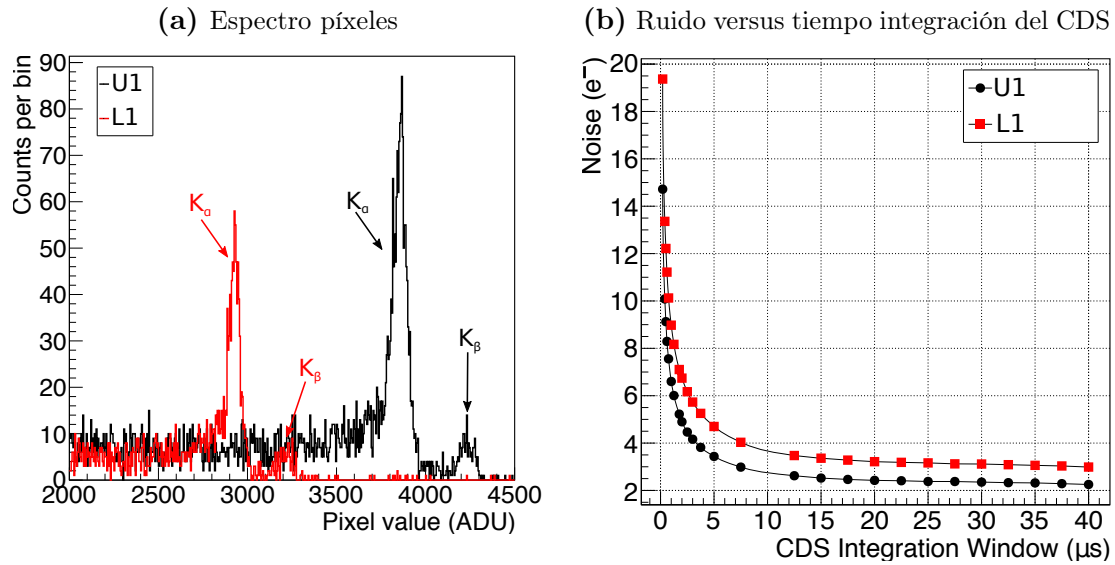 (a) Espectro píxeles
90
80
70
60
50
40
30
20
10
0
Counts per bin
U1
L1
Kα
Kα
Kβ
Kβ
2000 2500 3000 3500 4000 4500
Pixel value (ADU)
(b) Ruido versus tiempo integración del CDS
20
18
16
14
12
10
8
6
4
2
Noise (e⁻)
U1
L1
0 5 10 15 20 25 30 35 40
CDS Integration Window (μs)